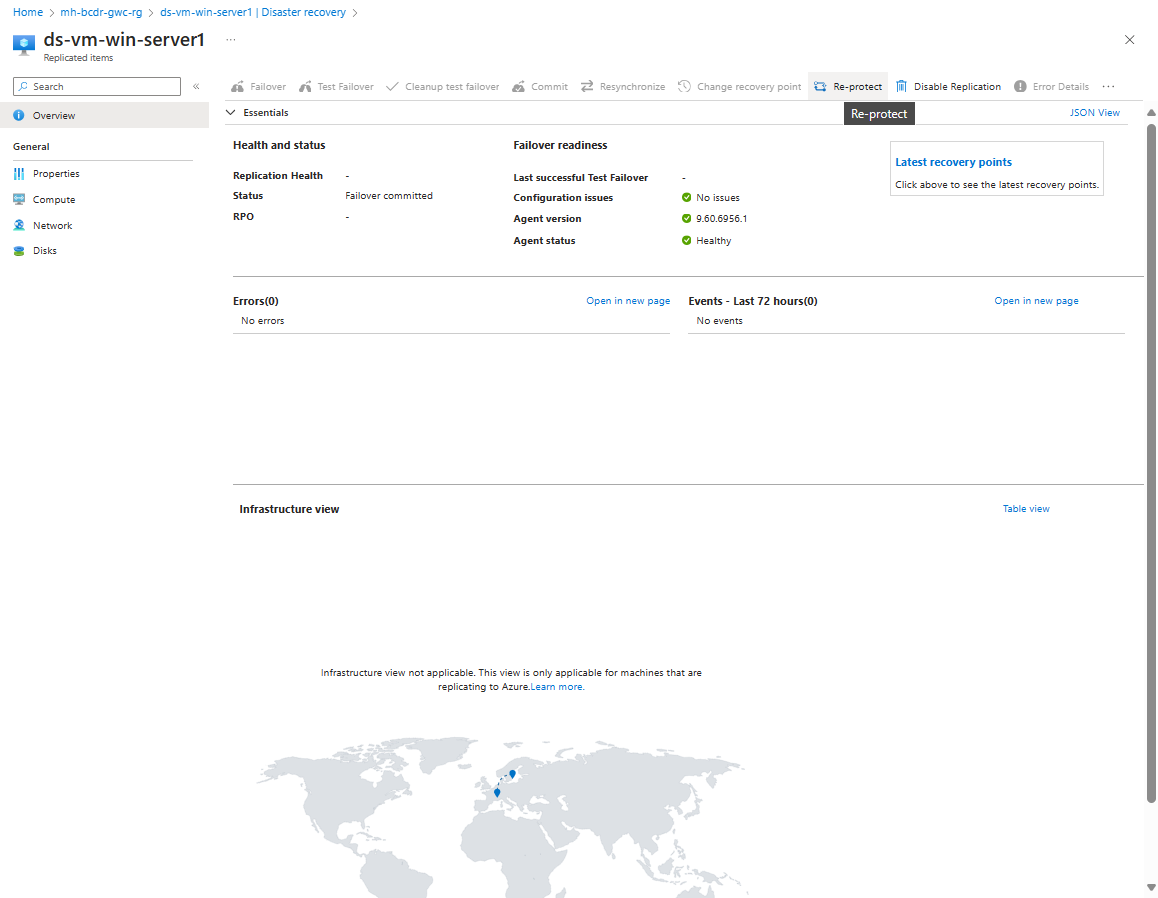 Home > mh-bcdr-gwc-rg > ds-vm-win-server1 | Disaster recovery >
ds-vm-win-server1 ...
Replicated items
Search «
Failover Test Failover Cleanup test failover Commit Resynchronize Change recovery point Re-protect Disable Replication Error Details ...
Re-protect
Overview
General
Properties
Compute
Network
Disks
Essentials JSON View
Health and status
Replication Health -
Status Failover committed
RPO -
Failover readiness
Last successful Test Failover -
Configuration issues No issues
Agent version 9.60.6956.1
Agent status Healthy
Latest recovery points
Click above to see the latest recovery points.
Errors(0) Open in new page
No errors
Events - Last 72 hours(0) Open in new page
No events
Infrastructure view Table view
Infrastructure view not applicable. This view is only applicable for machines that are
replicating to Azure.Learn more.